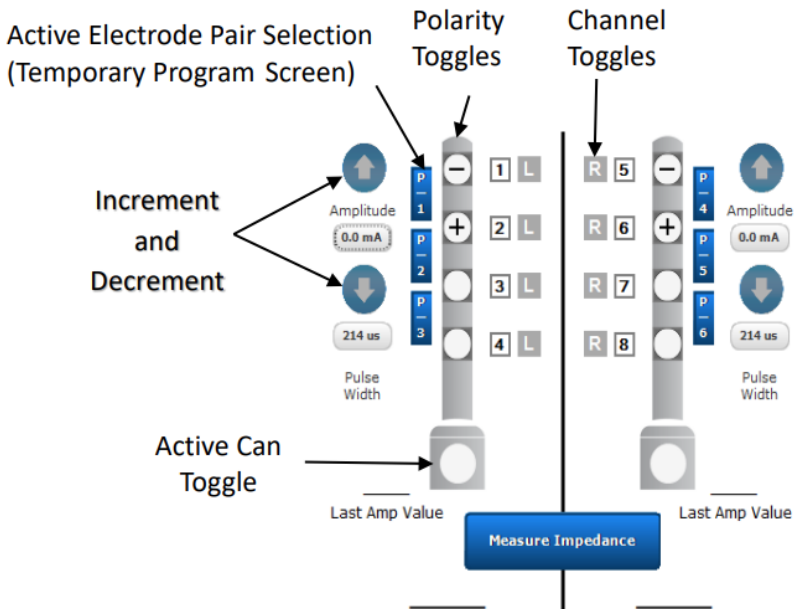 Active Electrode Pair Selection
(Temporary Program Screen)
Polarity
Toggles
Channel
Toggles
Increment
and
Decrement
Active Can
Toggle
Amplitude
0.0 mA
214 us
Pulse
Width
P
–
1
P
–
2
P
–
3
−
+
1 L
2 L
3 L
4 L
R 5
R 6
R 7
R 8
−
+
P
–
4
P
–
5
P
–
6
Amplitude
0.0 mA
214 us
Pulse
Width
Last Amp Value
Last Amp Value
Measure Impedance